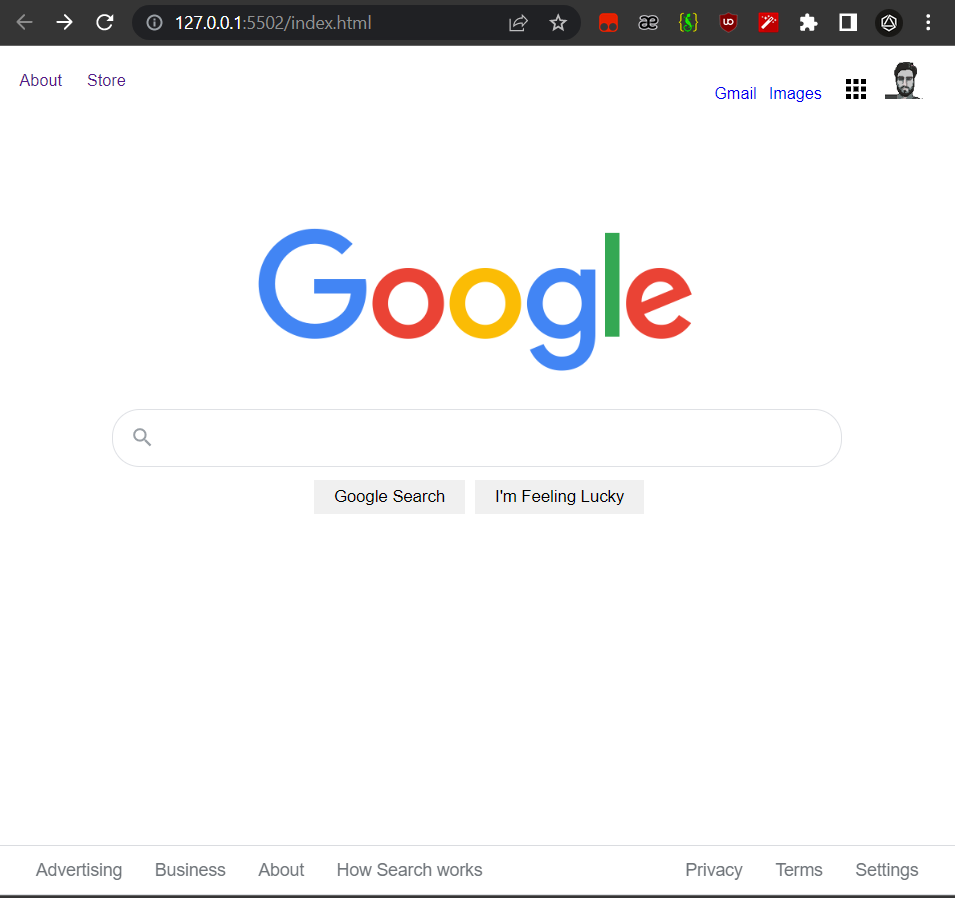 127.0.0.1:5502/index.html
æ
UD
About Store
Gmail Images
Google
Google Search I'm Feeling Lucky
Advertising Business About How Search works Privacy Terms Settings